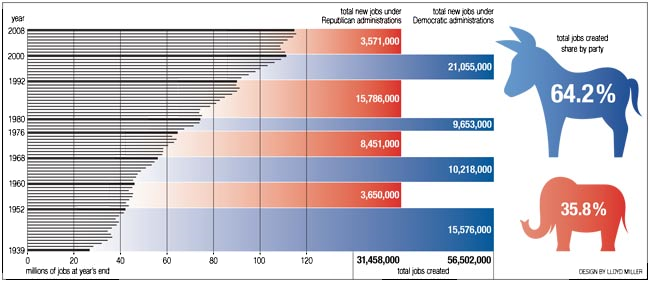 year
total new jobs under
Republican administrations
total new jobs under
Democratic administrations
2008
2000
1992
1980
1976
1968
1960
1952
1939
3,571,000
21,055,000
15,786,000
9,653,000
8,451,000
10,218,000
3,650,000
15,576,000
0
20
40
60
80
100
120
31,458,000
56,502,000
millions of jobs at year's end
total jobs created
total jobs created
share by party
64.2%
35.8%
DESIGN BY LLOYD MILLER